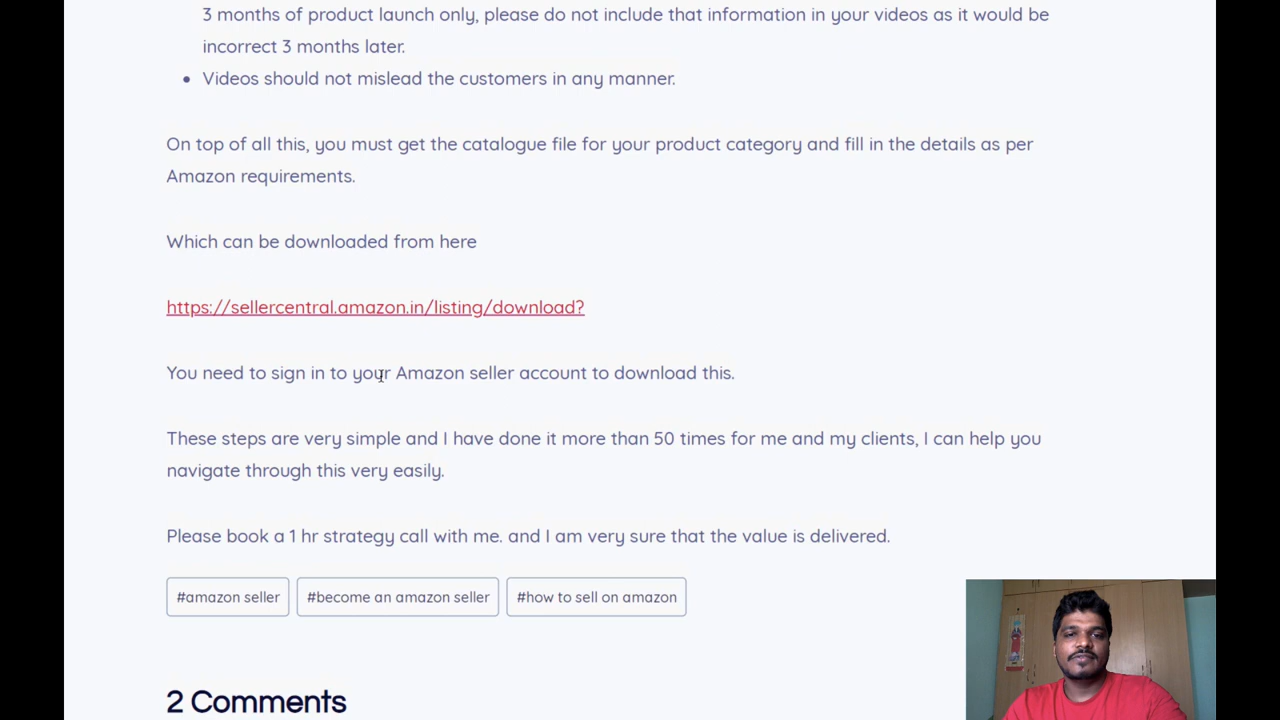 3 months of product launch only, please do not include that information in your videos as it would be
incorrect 3 months later.
Videos should not mislead the customers in any manner.
On top of all this, you must get the catalogue file for your product category and fill in the details as per
Amazon requirements.
Which can be downloaded from here
https://sellercentral.amazon.in/listing/download?
You need to sign in to your Amazon seller account to download this.
These steps are very simple and I have done it more than 50 times for me and my clients, I can help you
navigate through this very easily.
Please book a 1 hr strategy call with me. and I am very sure that the value is delivered.
#amazon seller #become an amazon seller #how to sell on amazon
2 Comments